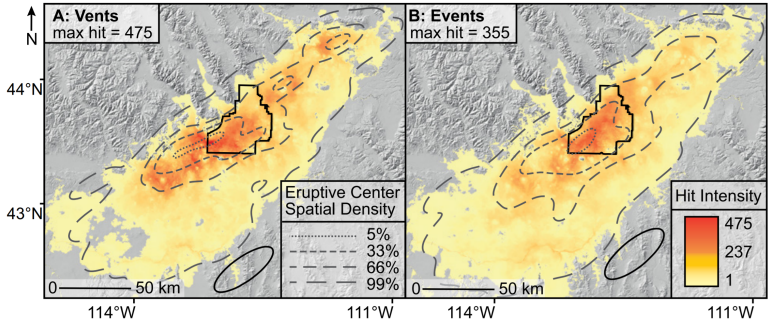 A: Vents
max hit = 475
B: Events
max hit = 355
N
44°N
43°N
Eruptive Center
Spatial Density
5%
33%
66%
99%
Hit Intensity
475
237
1
0 50 km
0 50 km
114°W
111°W
114°W
111°W